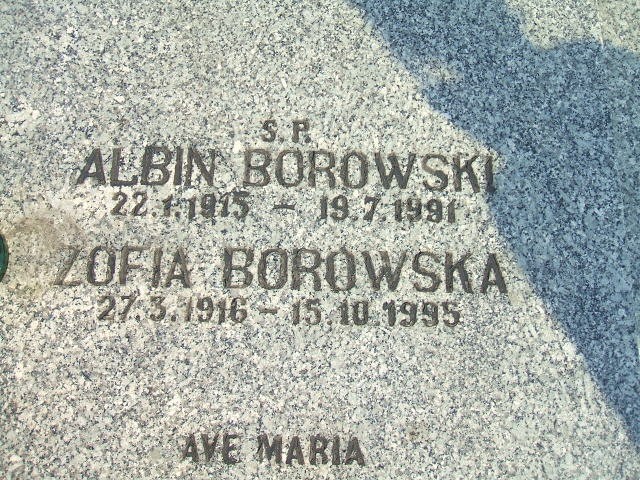 S.P.
ALBIN BOROWSKI
22.1.1915 - 19.7.1991
ZOFIA BOROWSKA
27.3.1916 - 15.10.1995
AVE MARIA